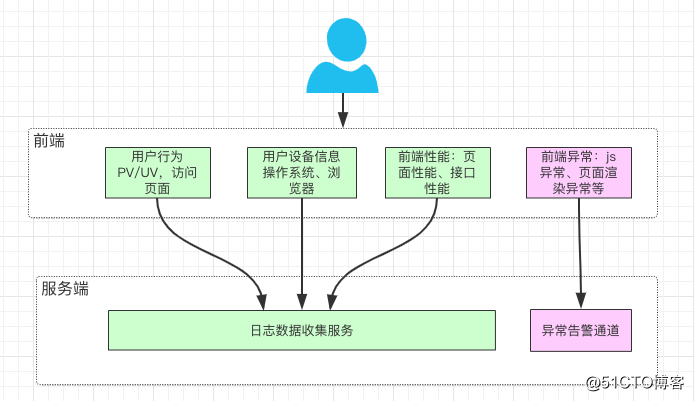 前端
用户行为
PV/UV，访问
页面
用户设备信息
操作系统、浏
览器
前端性能：页
面性能、接口
性能
前端异常：js
异常、页面渲
染异常等
服务端
日志数据收集服务
异常告警通道
@51CTO博客